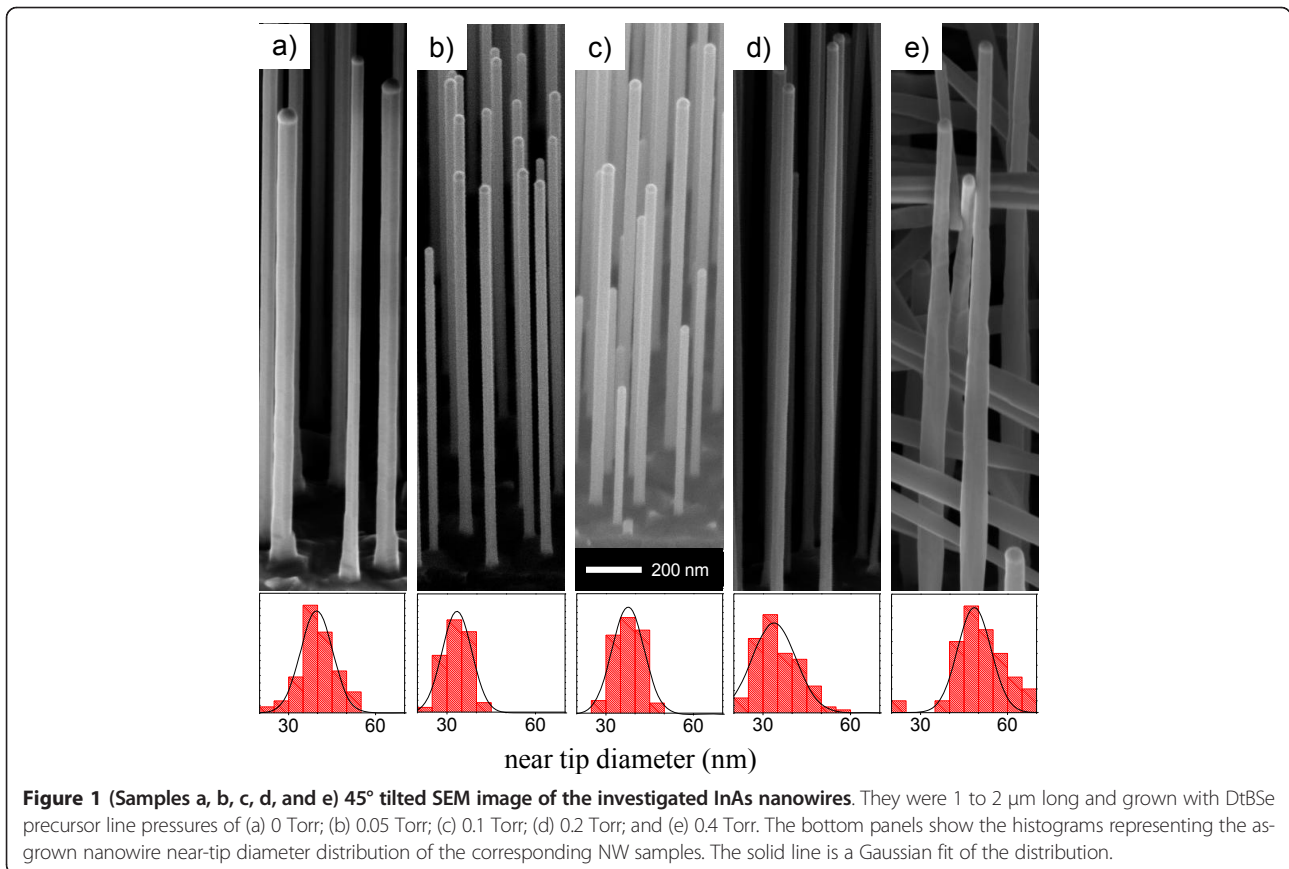 a)
b)
c)
d)
e)
200 nm
30 60 30 60 30 60 30 60 30 60
near tip diameter (nm)
Figure 1 (Samples a, b, c, d, and e) 45° tilted SEM image of the investigated InAs nanowires. They were 1 to 2 μm long and grown with DtBSe
precursor line pressures of (a) 0 Torr; (b) 0.05 Torr; (c) 0.1 Torr; (d) 0.2 Torr; and (e) 0.4 Torr. The bottom panels show the histograms representing the as-
grown nanowire near-tip diameter distribution of the corresponding NW samples. The solid line is a Gaussian fit of the distribution.